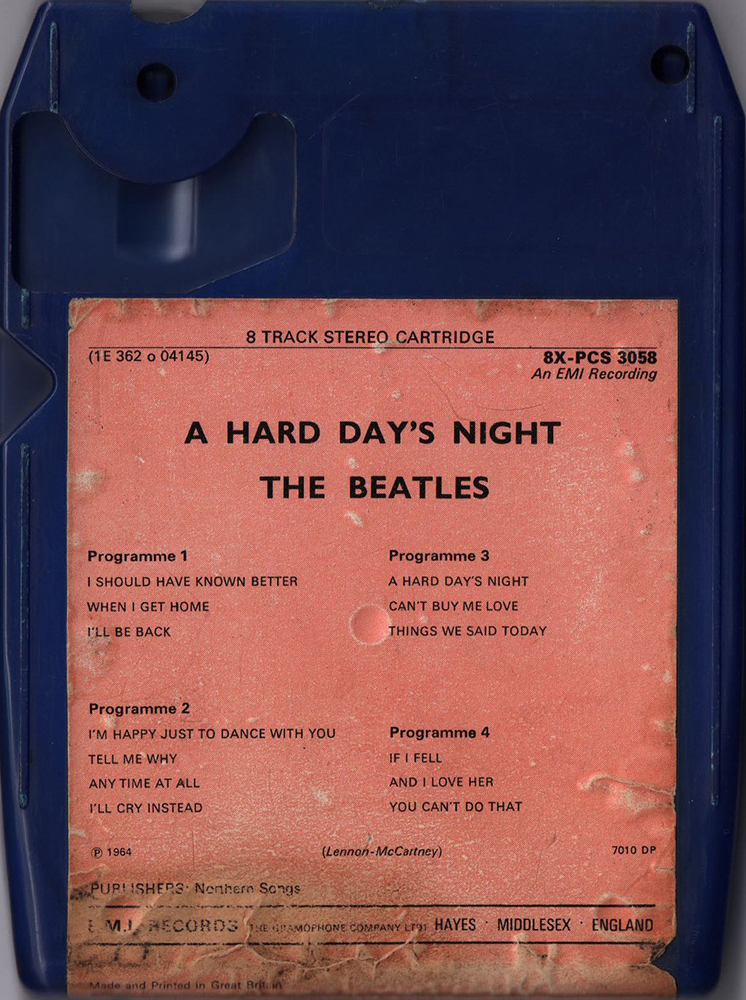 8 TRACK STEREO CARTRIDGE
(1E 362 o 04145)
8X-PCS 3058
An EMI Recording
A HARD DAY'S NIGHT
THE BEATLES
Programme 1
I SHOULD HAVE KNOWN BETTER
WHEN I GET HOME
I'LL BE BACK
Programme 2
I'M HAPPY JUST TO DANCE WITH YOU
TELL ME WHY
ANY TIME AT ALL
I'LL CRY INSTEAD
Programme 3
A HARD DAY'S NIGHT
CAN'T BUY ME LOVE
THINGS WE SAID TODAY
Programme 4
IF I FELL
AND I LOVE HER
YOU CAN'T DO THAT
℗ 1964
(Lennon-McCartney)
7010 DP
PUBLISHERS: Northern Songs
E.M.I. RECORDS THE GRAMOPHONE COMPANY LTD) HAYES · MIDDLESEX · ENGLAND
Made and Printed in Great Britain